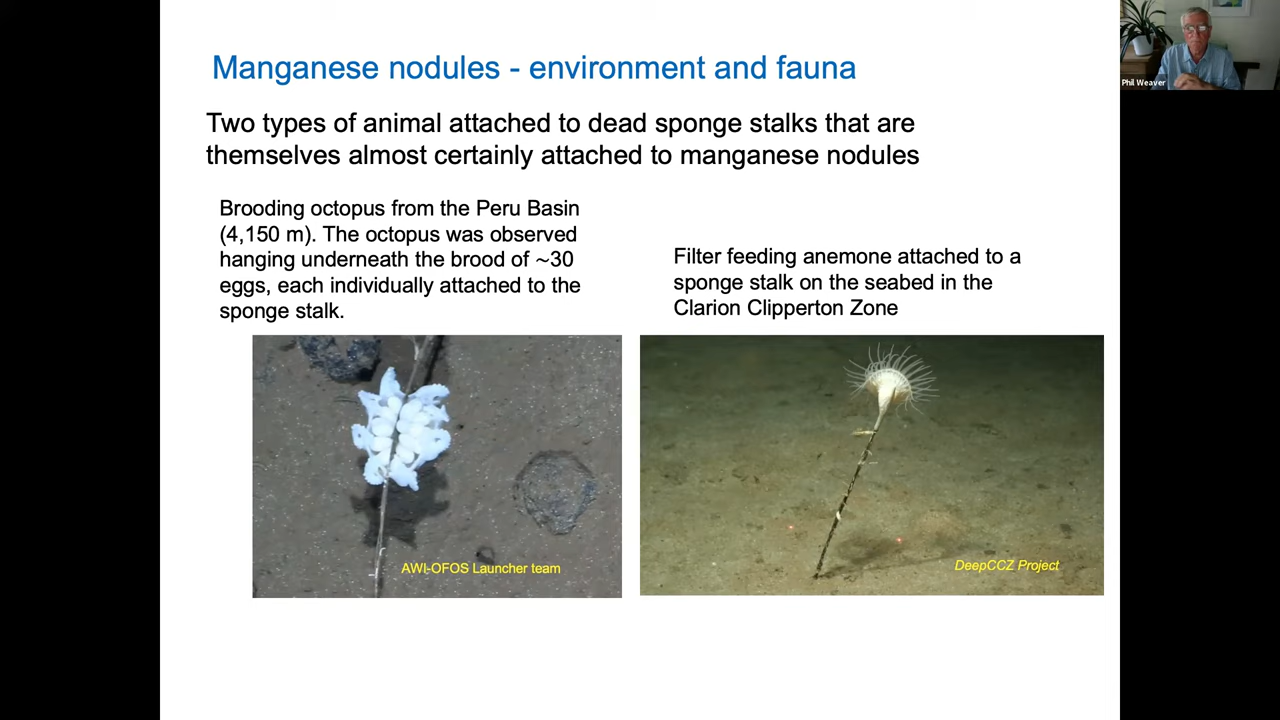 Manganese nodules - environment and fauna
Phil Weaver
Two types of animal attached to dead sponge stalks that are
themselves almost certainly attached to manganese nodules
Brooding octopus from the Peru Basin
(4,150 m). The octopus was observed
hanging underneath the brood of ~30
eggs, each individually attached to the
sponge stalk.
Filter feeding anemone attached to a
sponge stalk on the seabed in the
Clarion Clipperton Zone
AWI-OFOS Launcher team
DeepCCZ Project